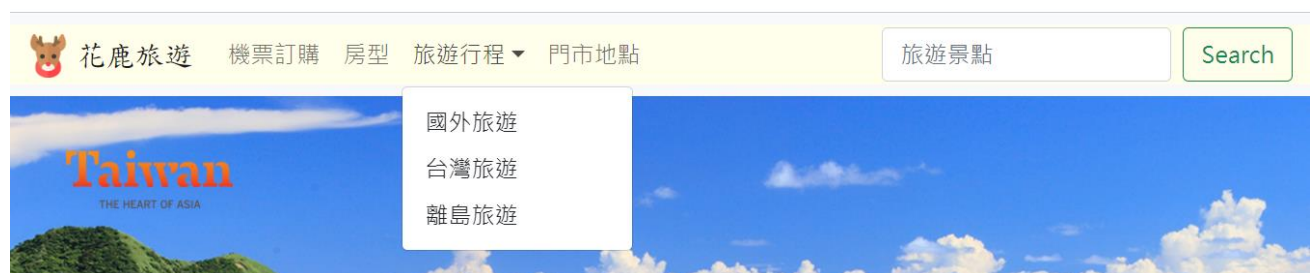 花鹿旅遊 機票訂購 房型 旅遊行程 門市地點 旅遊景點 Search
國外旅遊
台灣旅遊
離島旅遊
Taiwan
THE HEART OF ASIA